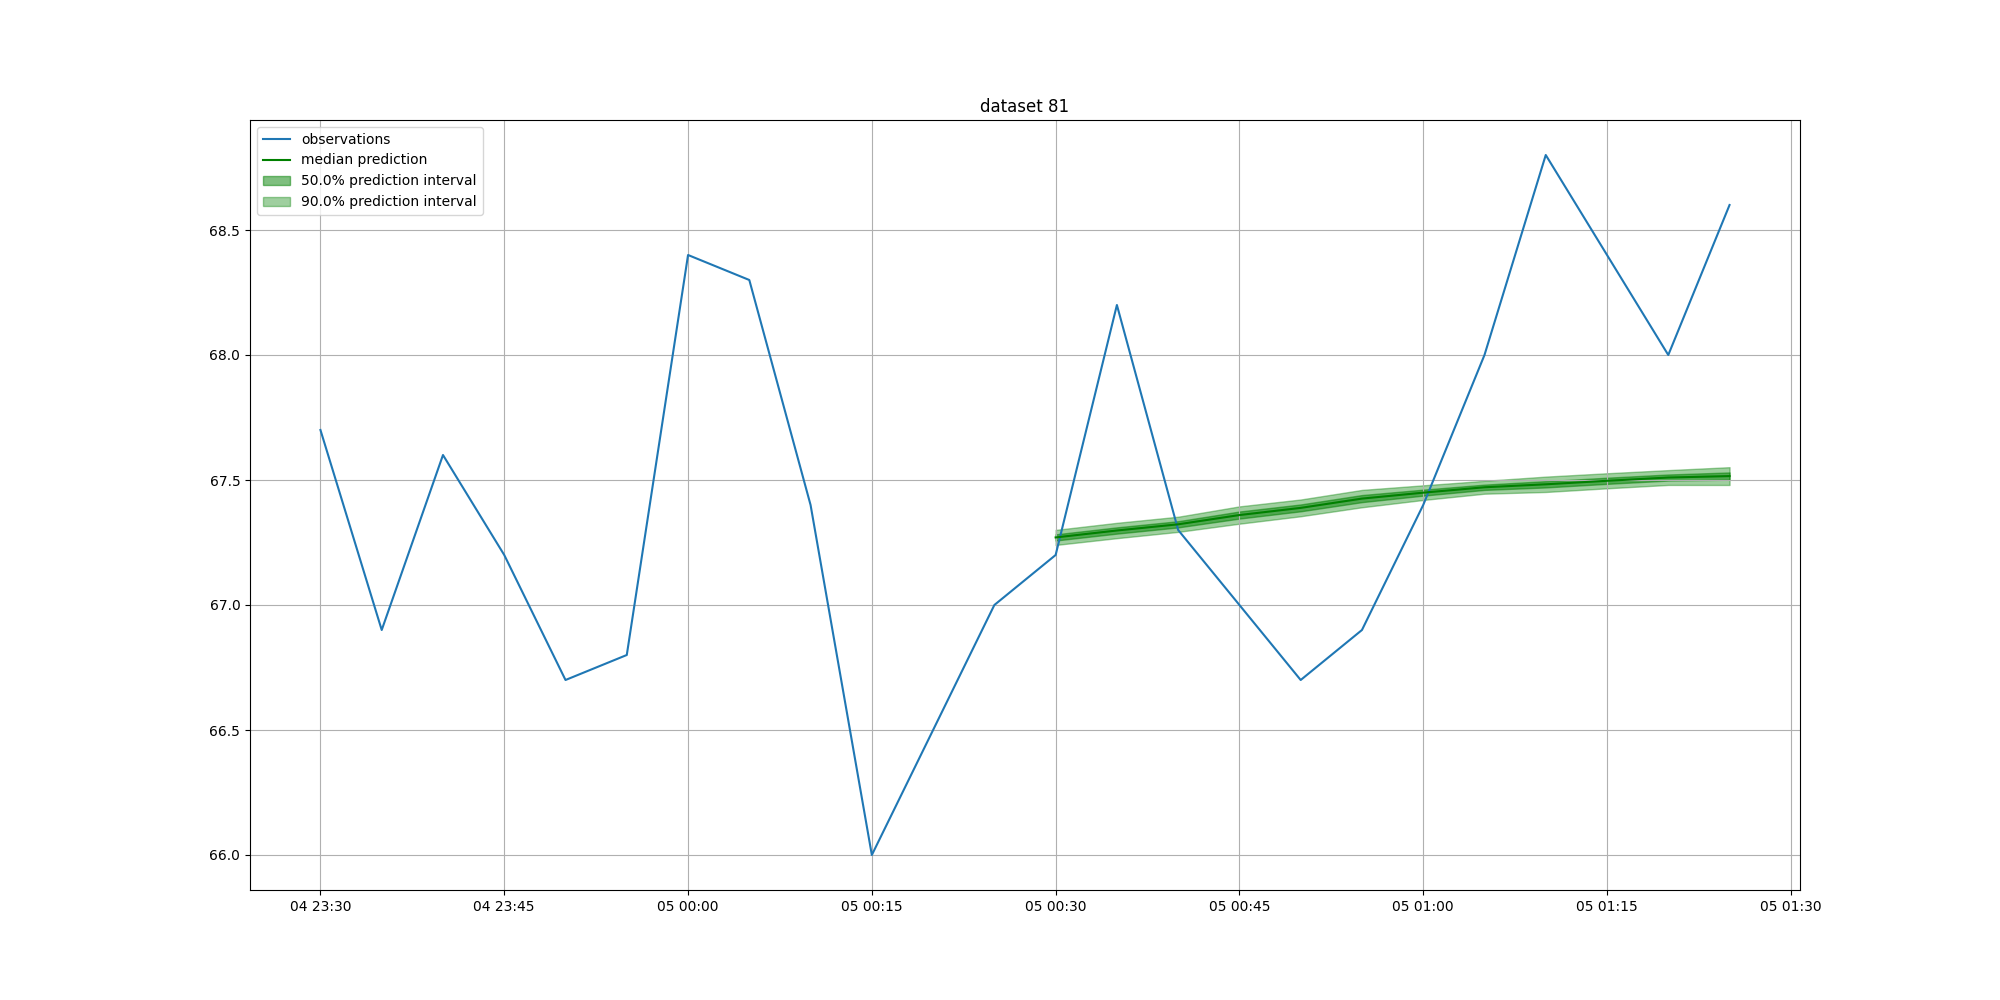 dataset 81
observations
median prediction
50.0% prediction interval
90.0% prediction interval
68.5
68.0
67.5
67.0
66.5
66.0
04 23:30 04 23:45 05 00:00 05 00:15 05 00:30 05 00:45 05 01:00 05 01:15 05 01:30